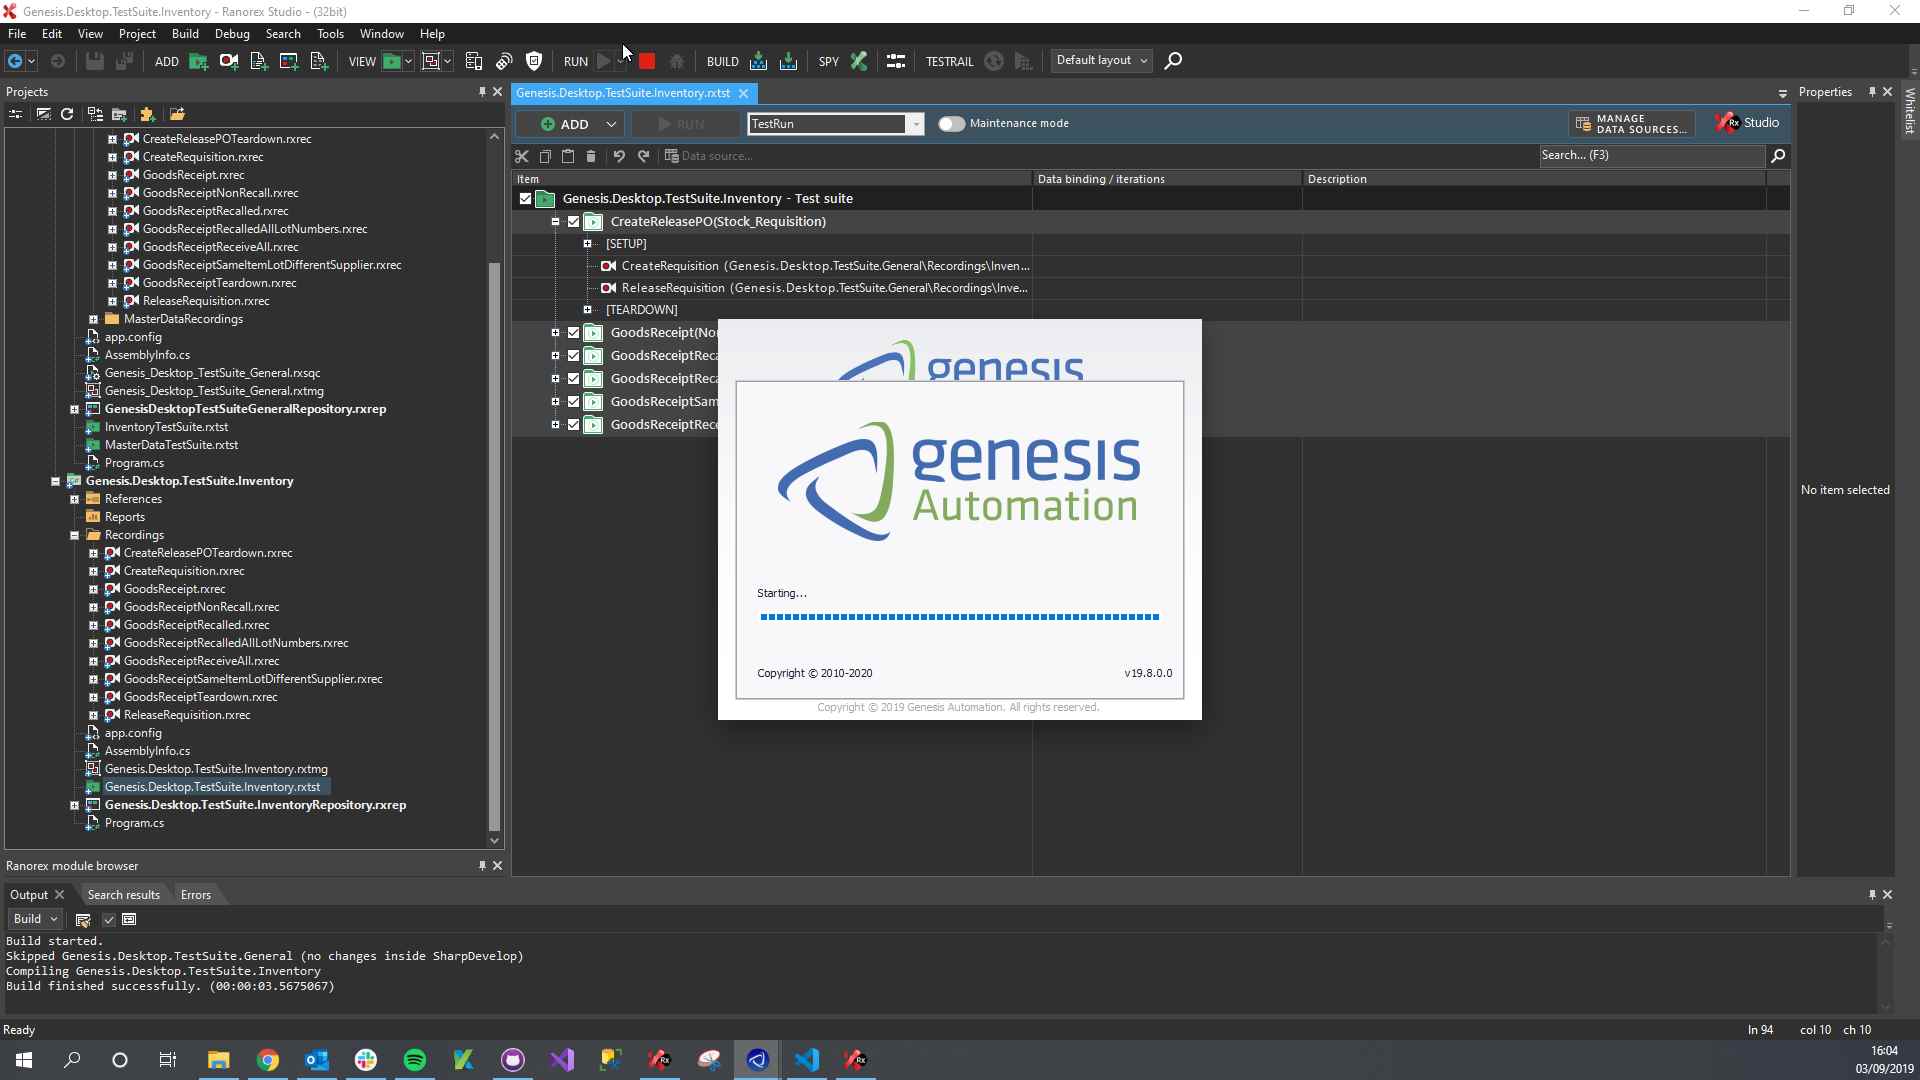 Genesis.Desktop.TestSuite.Inventory - Ranorex Studio - (32bit)
File Edit View Project Build Debug Search Tools Window Help
ADD VIEW RUN BUILD SPY TESTRAIL Default layout
Projects
CreateReleasePOTeardown.rxrec
CreateRequisition.rxrec
GoodsReceipt.rxrec
GoodsReceiptNonRecall.rxrec
GoodsReceiptRecalled.rxrec
GoodsReceiptRecalledAllLotNumbers.rxrec
GoodsReceiptReceiveAll.rxrec
GoodsReceiptSameItemLotDifferentSupplier.rxrec
GoodsReceiptTeardown.rxrec
ReleaseRequisition.rxrec
MasterDataRecordings
app.config
AssemblyInfo.cs
Genesis_Desktop_TestSuite_General.rxsqc
Genesis_Desktop_TestSuite_General.rxtmg
GenesisDesktopTestSuiteGeneralRepository.rxrep
InventoryTestSuite.rxtst
MasterDataTestSuite.rxtst
Program.cs
Genesis.Desktop.TestSuite.Inventory
References
Reports
Recordings
CreateReleasePOTeardown.rxrec
CreateRequisition.rxrec
GoodsReceipt.rxrec
GoodsReceiptNonRecall.rxrec
GoodsReceiptRecalled.rxrec
GoodsReceiptRecalledAllLotNumbers.rxrec
GoodsReceiptReceiveAll.rxrec
GoodsReceiptSameItemLotDifferentSupplier.rxrec
GoodsReceiptTeardown.rxrec
ReleaseRequisition.rxrec
app.config
AssemblyInfo.cs
Genesis.Desktop.TestSuite.Inventory.rxtmg
Genesis.Desktop.TestSuite.Inventory.rxtst
Genesis.Desktop.TestSuite.InventoryRepository.rxrep
Program.cs
Ranorex module browser
Genesis.Desktop.TestSuite.Inventory.rxtst
ADD RUN TestRun Maintenance mode MANAGE DATA SOURCES... Rx Studio
Data source... Search... (F3)
Item Data binding / iterations Description
Genesis.Desktop.TestSuite.Inventory - Test suite
CreateReleasePO(Stock_Requisition)
[SETUP]
CreateRequisition (Genesis.Desktop.TestSuite.General\Recordings\Inven...
ReleaseRequisition (Genesis.Desktop.TestSuite.General\Recordings\Inve...
[TEARDOWN]
GoodsReceipt(No
GoodsReceiptReca
GoodsReceiptReca
GoodsReceiptSam
GoodsReceiptRece
genesis
genesis
Automation
Starting...
Copyright © 2010-2020 v19.8.0.0
Copyright © 2019 Genesis Automation. All rights reserved.
Properties
No item selected
Whitelist
Output Search results Errors
Build
Build started.
Skipped Genesis.Desktop.TestSuite.General (no changes inside SharpDevelop)
Compiling Genesis.Desktop.TestSuite.Inventory
Build finished successfully. (00:00:03.5675067)
Ready ln 94 col 10 ch 10
16:04
03/09/2019